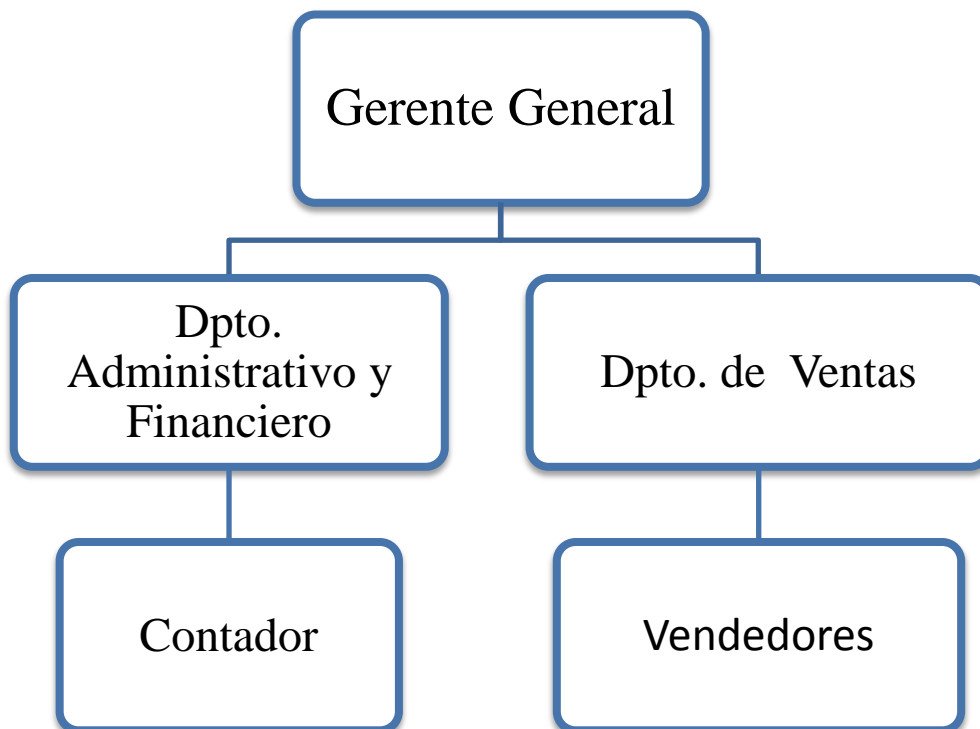 Gerente General
Dpto.
Administrativo y
Financiero
Dpto. de  Ventas
Contador
Vendedores